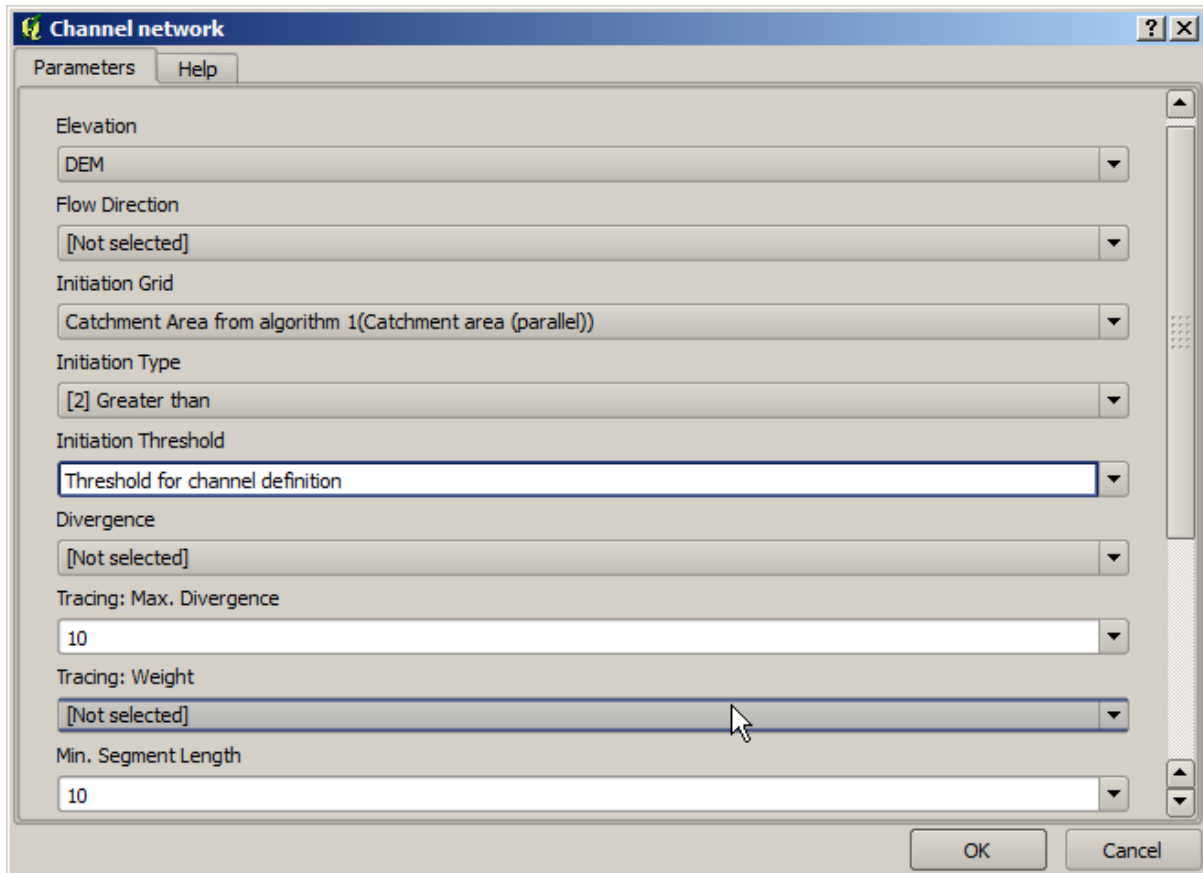 Channel network
Parameters Help
Elevation
DEM
Flow Direction
[Not selected]
Initiation Grid
Catchment Area from algorithm 1(Catchment area (parallel))
Initiation Type
[2] Greater than
Initiation Threshold
Threshold for channel definition
Divergence
[Not selected]
Tracing: Max. Divergence
10
Tracing: Weight
[Not selected]
Min. Segment Length
10
OK Cancel